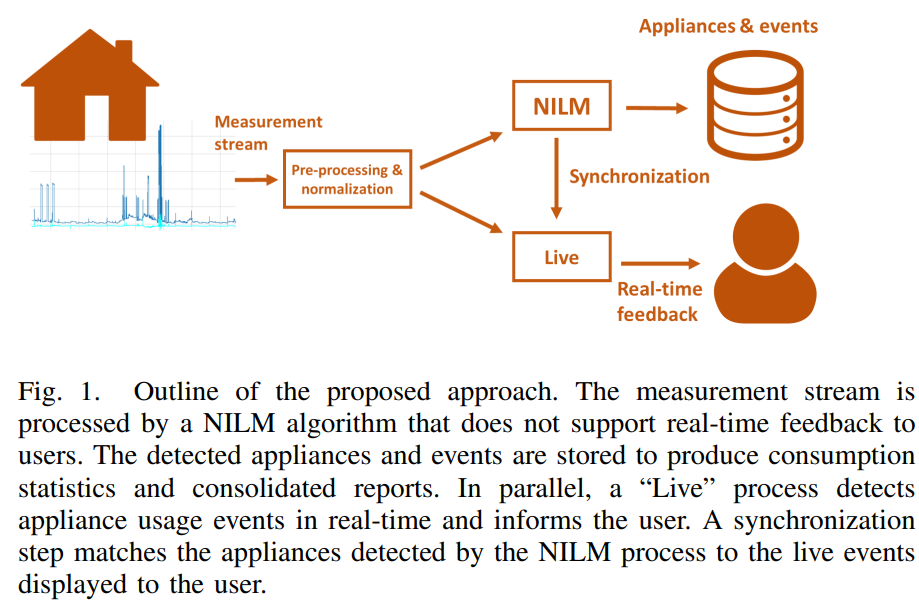 Appliances & events
Measurement
stream
NILM
Pre-processing &
normalization
Synchronization
Live
Real-time
feedback
Fig. 1. Outline of the proposed approach. The measurement stream is
processed by a NILM algorithm that does not support real-time feedback to
users. The detected appliances and events are stored to produce consumption
statistics and consolidated reports. In parallel, a “Live” process detects
appliance usage events in real-time and informs the user. A synchronization
step matches the appliances detected by the NILM process to the live events
displayed to the user.